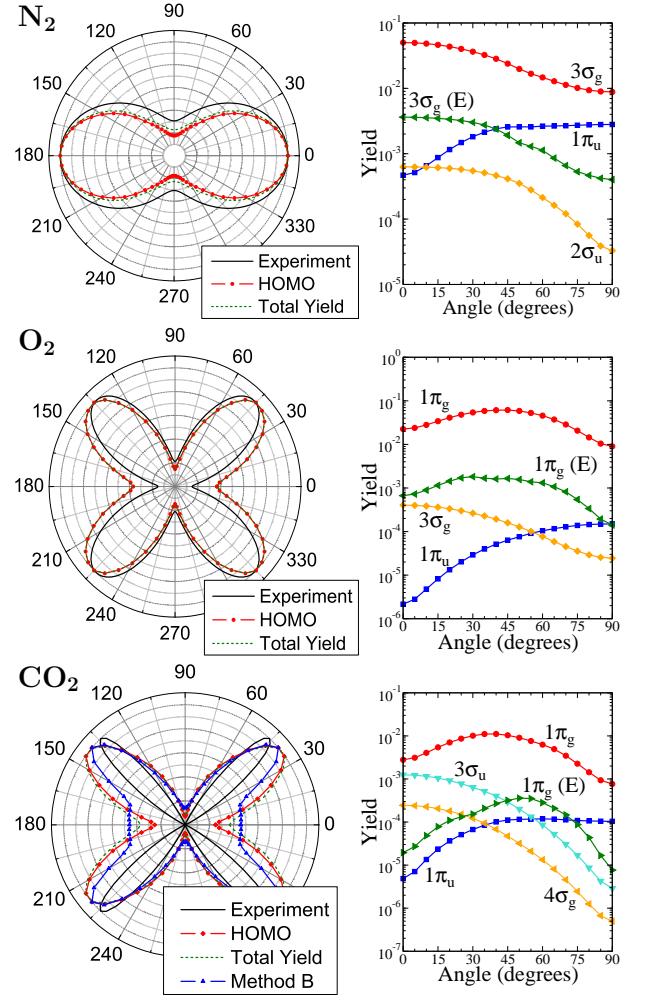 N₂
90
150
30
180
0
210
240
270
Experiment
HOMO
Total Yield
10⁻¹
10⁻²
10⁻³
10⁻⁴
10⁻⁵
Yield
3σg
3σg (E)
1πu
2σu
0 15 30 45 60 75 90
Angle (degrees)
O₂
90
120
60
150
30
180
0
210
330
240
270
Experiment
HOMO
Total Yield
10⁰
10⁻¹
10⁻²
10⁻³
10⁻⁴
10⁻⁵
10⁻⁶
Yield
1πg
1πg (E)
3σg
1πu
0 15 30 45 60 75 90
Angle (degrees)
CO₂
90
120
60
150
30
180
0
210
240
Experiment
HOMO
Total Yield
Method B
10⁻¹
10⁻²
10⁻³
10⁻⁴
10⁻⁵
10⁻⁶
10⁻⁷
Yield
1πg
3σu
1πg (E)
1πu
4σg
0 15 30 45 60 75 90
Angle (degrees)